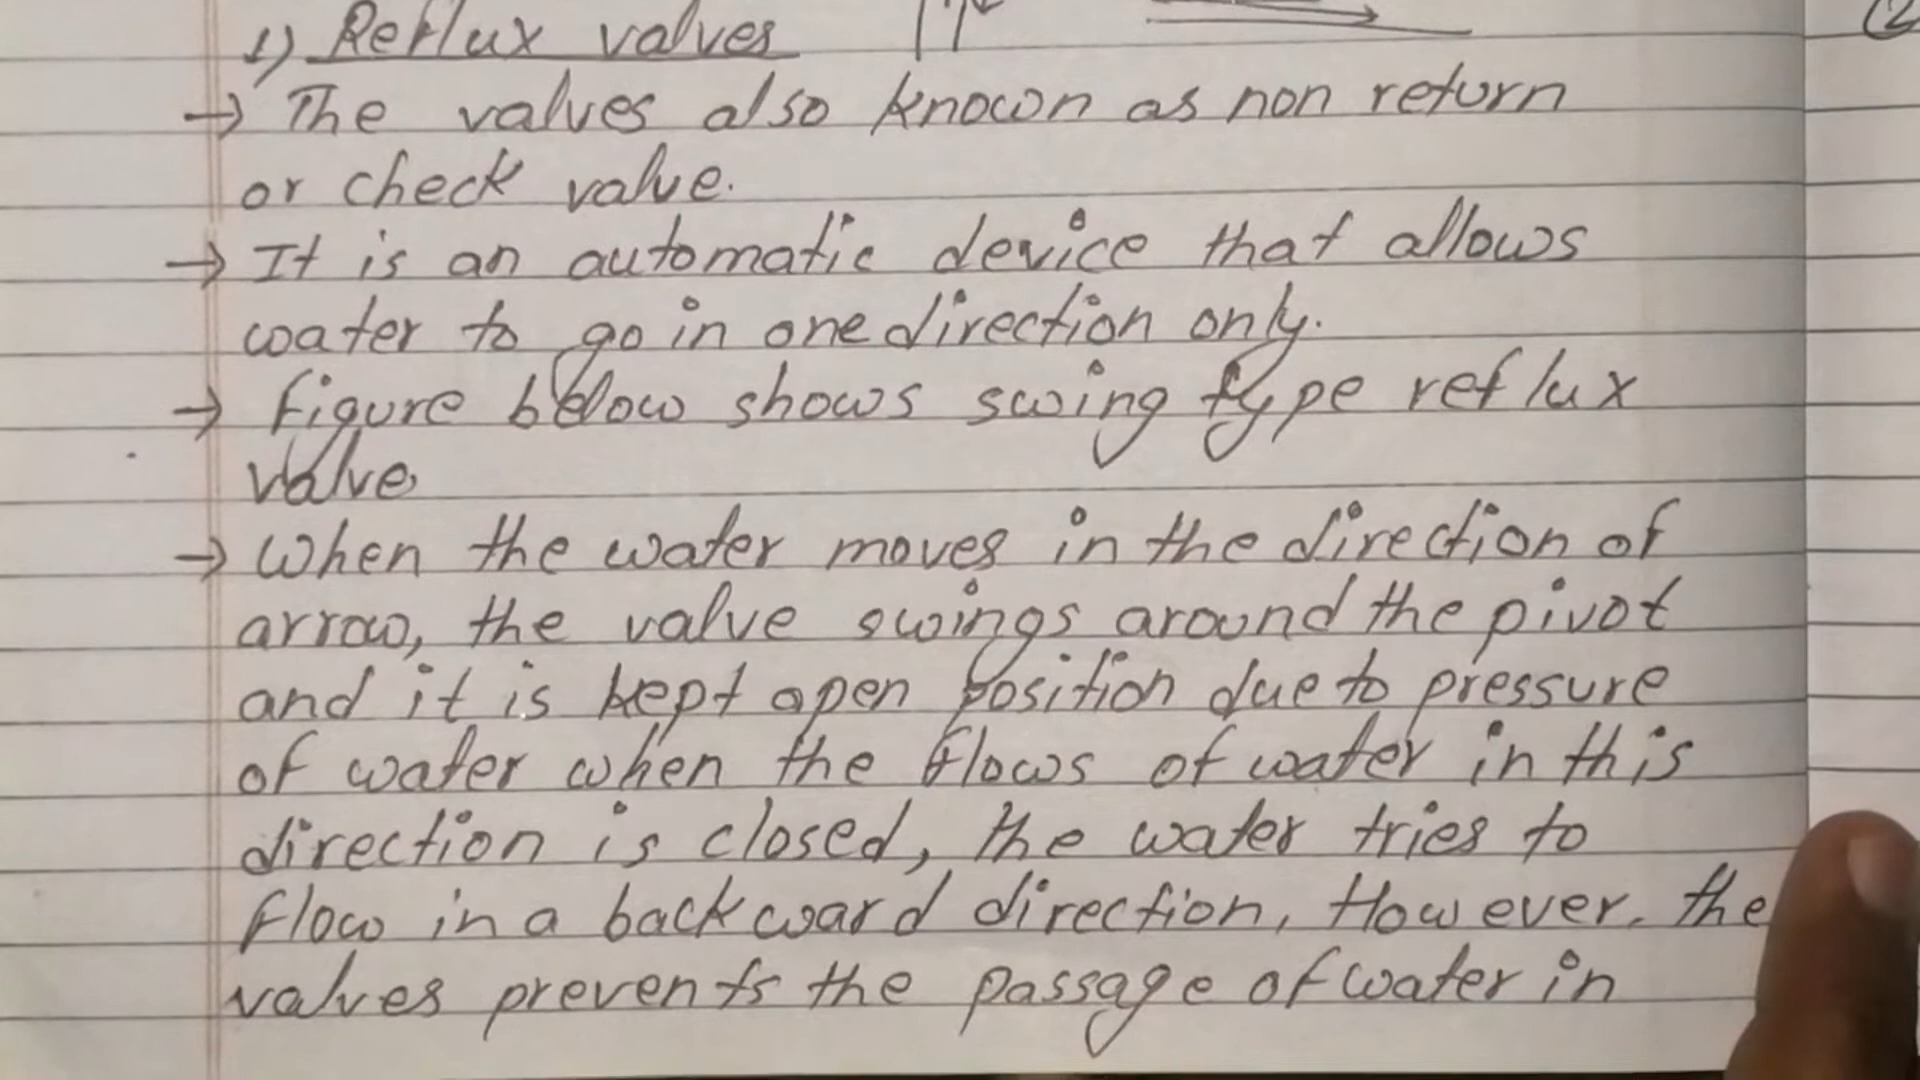 1) Reflux valves
→ The valves also known as non return
or check valve.
→ It is an automatic device that allows
water to go in one direction only.
→ Figure below shows swing type reflux
valve.
→ When the water moves in the direction of
arrow, the valve swings around the pivot
and it is kept open position due to pressure
of water when the flows of water in this
direction is closed, the water tries to
flow in a backward direction, However. the
valves prevents the passage of water in